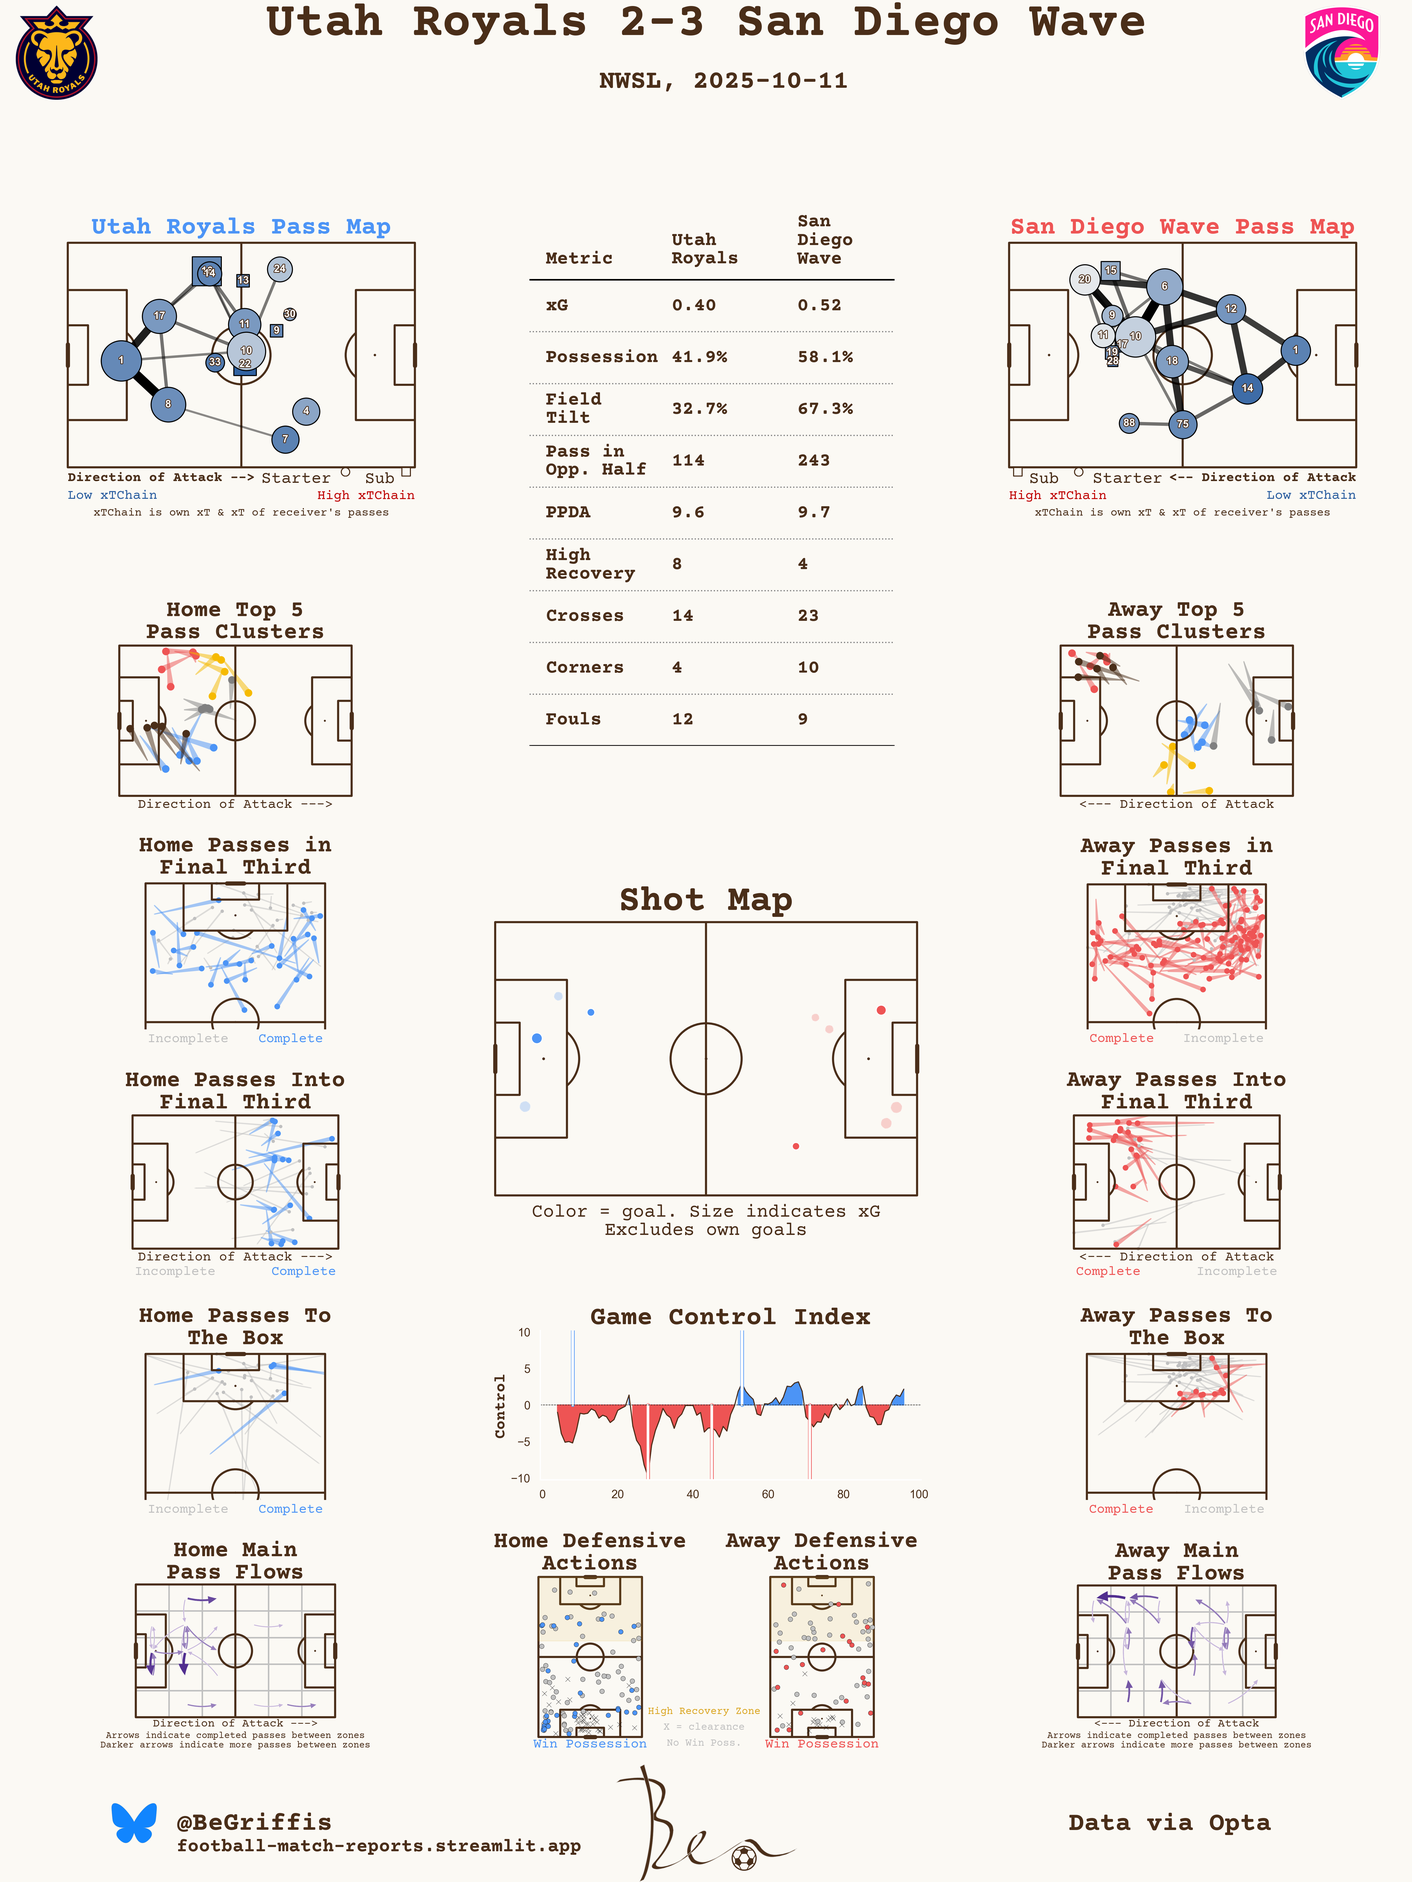 Utah Royals 2-3 San Diego Wave
NWSL, 2025-10-11
UTAH ROYALS
SAN DIEGO
Utah Royals Pass Map
24
14
13
17
11
30
9
10
1
33
22
8
4
7
Direction of Attack --> Starter Sub
Low xTChain High xTChain
xTChain is own xT & xT of receiver's passes
Metric Utah Royals San Diego Wave
xG 0.40 0.52
Possession 41.9% 58.1%
Field Tilt 32.7% 67.3%
Pass in Opp. Half 114 243
PPDA 9.6 9.7
High Recovery 8 4
Crosses 14 23
Corners 4 10
Fouls 12 9
San Diego Wave Pass Map
15
20
6
9
12
11
10
17
19
28
18
1
14
88
75
Sub Starter <-- Direction of Attack
High xTChain Low xTChain
xTChain is own xT & xT of receiver's passes
Home Top 5
Pass Clusters
Direction of Attack --->
Away Top 5
Pass Clusters
<--- Direction of Attack
Home Passes in
Final Third
Incomplete Complete
Away Passes in
Final Third
Complete Incomplete
Shot Map
Color = goal. Size indicates xG
Excludes own goals
Home Passes Into
Final Third
Direction of Attack --->
Incomplete Complete
Away Passes Into
Final Third
<--- Direction of Attack
Complete Incomplete
Home Passes To
The Box
Incomplete Complete
Game Control Index
Control
10
5
0
−5
−10
0 20 40 60 80 100
Away Passes To
The Box
Complete Incomplete
Home Main
Pass Flows
Direction of Attack --->
Arrows indicate completed passes between zones
Darker arrows indicate more passes between zones
Home Defensive
Actions
Win Possession
Away Defensive
Actions
Win Possession
High Recovery Zone
X = clearance
No Win Poss.
Away Main
Pass Flows
<--- Direction of Attack
Arrows indicate completed passes between zones
Darker arrows indicate more passes between zones
@BeGriffis
football-match-reports.streamlit.app
Ben
Data via Opta